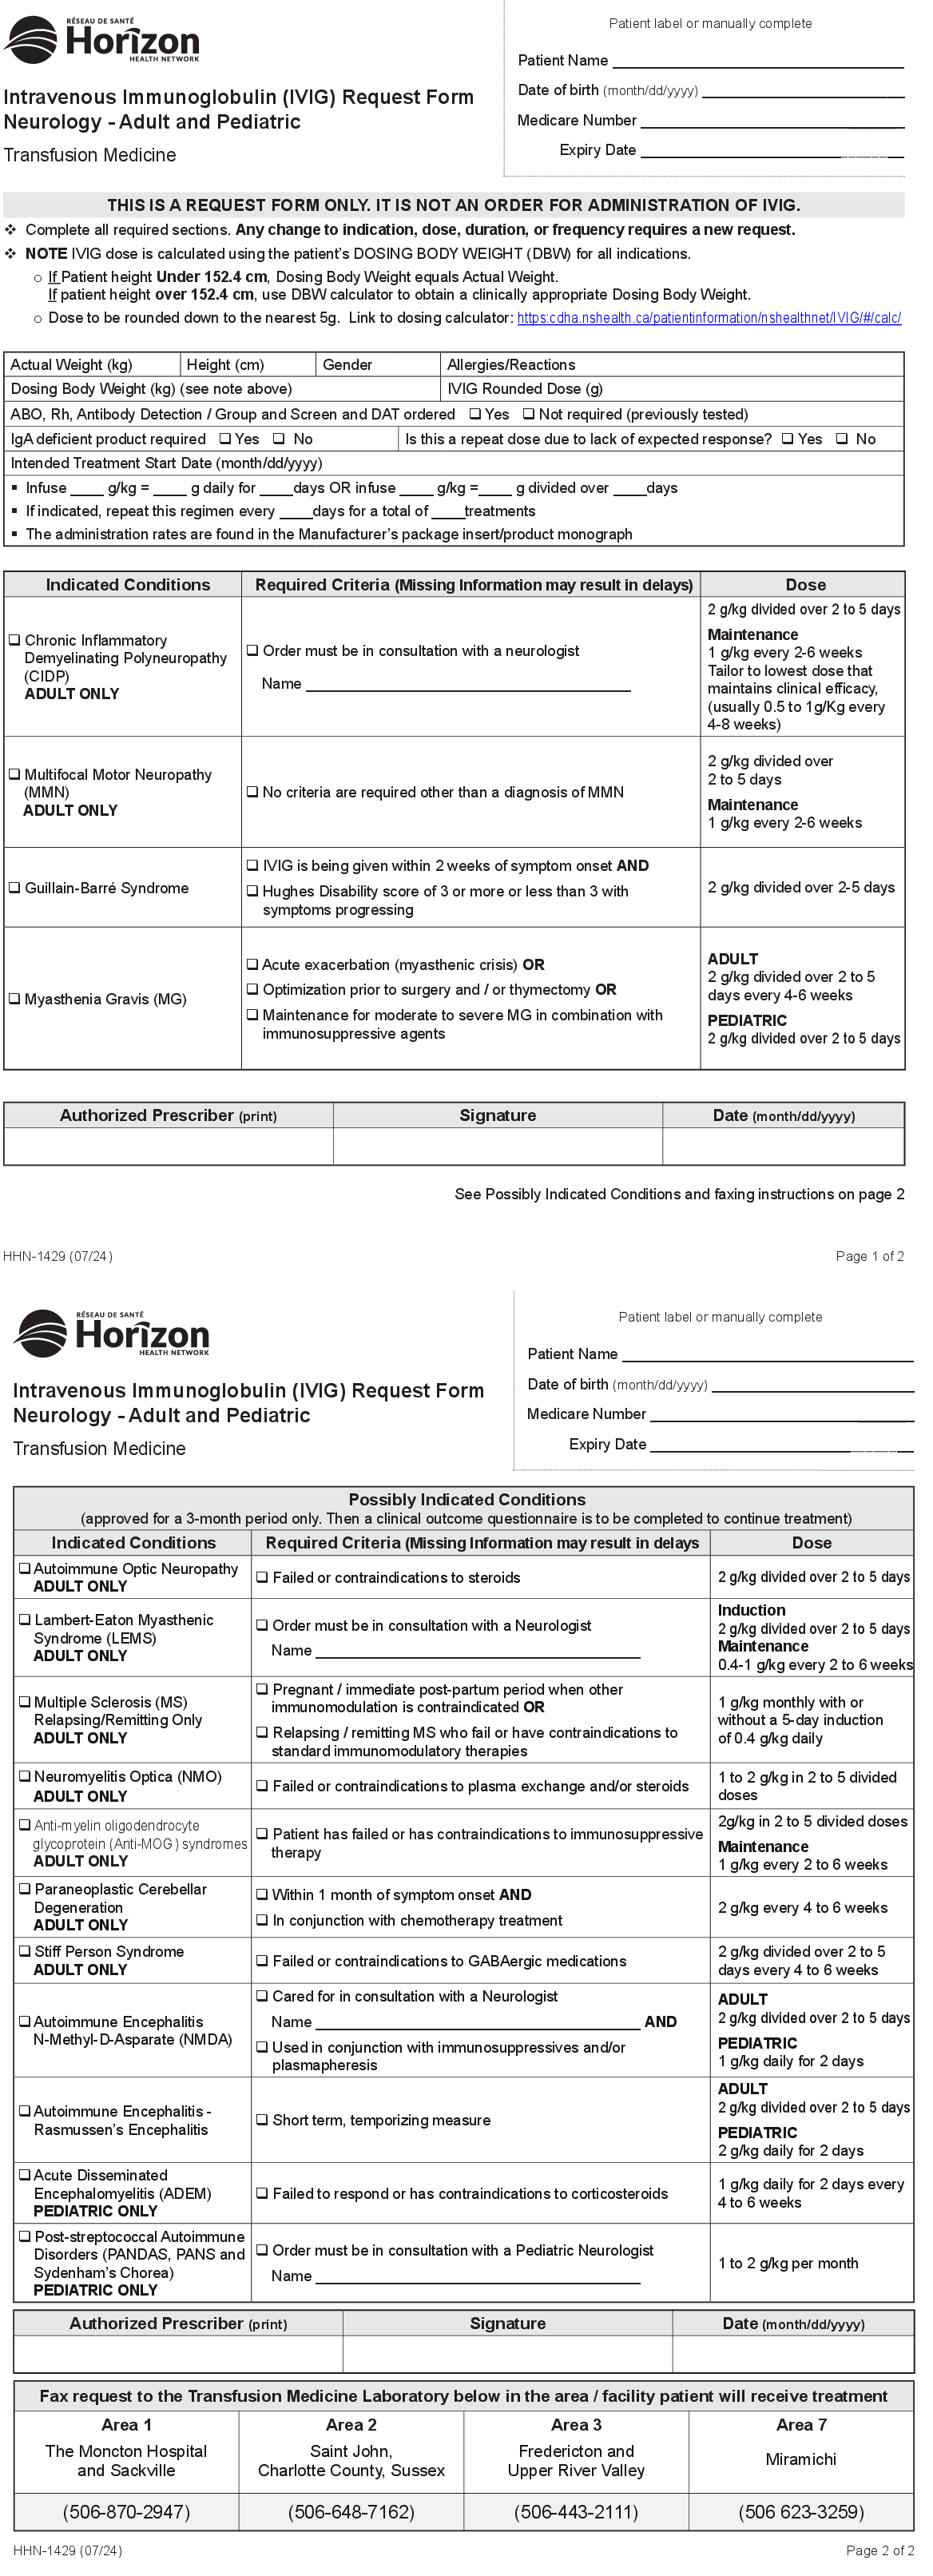 RÉSEAU DE SANTÉ
Horizon
HEALTH NETWORK
Intravenous Immunoglobulin (IVIG) Request Form
Neurology - Adult and Pediatric
Transfusion Medicine
Patient label or manually complete
Patient Name
Date of birth (month/dd/yyyy)
Medicare Number
Expiry Date
THIS IS A REQUEST FORM ONLY. IT IS NOT AN ORDER FOR ADMINISTRATION OF IVIG.
❖ Complete all required sections. Any change to indication, dose, duration, or frequency requires a new request.
❖ NOTE IVIG dose is calculated using the patient's DOSING BODY WEIGHT (DBW) for all indications.
○ If Patient height Under 152.4 cm, Dosing Body Weight equals Actual Weight.
If patient height over 152.4 cm, use DBW calculator to obtain a clinically appropriate Dosing Body Weight.
○ Dose to be rounded down to the nearest 5g. Link to dosing calculator: https:cdha.nshealth.ca/patientinformation/nshealthnet/IVIG/#/calc/
Actual Weight (kg) Height (cm) Gender Allergies/Reactions
Dosing Body Weight (kg) (see note above) IVIG Rounded Dose (g)
ABO, Rh, Antibody Detection / Group and Screen and DAT ordered ❑ Yes ❑ Not required (previously tested)
IgA deficient product required ❑ Yes ❑ No Is this a repeat dose due to lack of expected response? ❑ Yes ❑ No
Intended Treatment Start Date (month/dd/yyyy)
▪ Infuse ____ g/kg = ____ g daily for ____days OR infuse ____ g/kg =____ g divided over ____days
▪ If indicated, repeat this regimen every ____days for a total of ____treatments
▪ The administration rates are found in the Manufacturer's package insert/product monograph
Indicated Conditions Required Criteria (Missing Information may result in delays) Dose
❑ Chronic Inflammatory
Demyelinating Polyneuropathy
(CIDP)
ADULT ONLY
❑ Order must be in consultation with a neurologist
Name
2 g/kg divided over 2 to 5 days
Maintenance
1 g/kg every 2-6 weeks
Tailor to lowest dose that
maintains clinical efficacy,
(usually 0.5 to 1g/Kg every
4-8 weeks)
❑ Multifocal Motor Neuropathy
(MMN)
ADULT ONLY
❑ No criteria are required other than a diagnosis of MMN
2 g/kg divided over
2 to 5 days
Maintenance
1 g/kg every 2-6 weeks
❑ Guillain-Barré Syndrome
❑ IVIG is being given within 2 weeks of symptom onset AND
❑ Hughes Disability score of 3 or more or less than 3 with
symptoms progressing
2 g/kg divided over 2-5 days
❑ Myasthenia Gravis (MG)
❑ Acute exacerbation (myasthenic crisis) OR
❑ Optimization prior to surgery and / or thymectomy OR
❑ Maintenance for moderate to severe MG in combination with
immunosuppressive agents
ADULT
2 g/kg divided over 2 to 5
days every 4-6 weeks
PEDIATRIC
2 g/kg divided over 2 to 5 days
Authorized Prescriber (print) Signature Date (month/dd/yyyy)
See Possibly Indicated Conditions and faxing instructions on page 2
HHN-1429 (07/24) Page 1 of 2
RÉSEAU DE SANTÉ
Horizon
HEALTH NETWORK
Intravenous Immunoglobulin (IVIG) Request Form
Neurology - Adult and Pediatric
Transfusion Medicine
Patient label or manually complete
Patient Name
Date of birth (month/dd/yyyy)
Medicare Number
Expiry Date
Possibly Indicated Conditions
(approved for a 3-month period only. Then a clinical outcome questionnaire is to be completed to continue treatment)
Indicated Conditions Required Criteria (Missing Information may result in delays Dose
❑ Autoimmune Optic Neuropathy
ADULT ONLY
❑ Failed or contraindications to steroids
2 g/kg divided over 2 to 5 days
❑ Lambert-Eaton Myasthenic
Syndrome (LEMS)
ADULT ONLY
❑ Order must be in consultation with a Neurologist
Name
Induction
2 g/kg divided over 2 to 5 days
Maintenance
0.4-1 g/kg every 2 to 6 weeks
❑ Multiple Sclerosis (MS)
Relapsing/Remitting Only
ADULT ONLY
❑ Pregnant / immediate post-partum period when other
immunomodulation is contraindicated OR
❑ Relapsing / remitting MS who fail or have contraindications to
standard immunomodulatory therapies
1 g/kg monthly with or
without a 5-day induction
of 0.4 g/kg daily
❑ Neuromyelitis Optica (NMO)
ADULT ONLY
❑ Failed or contraindications to plasma exchange and/or steroids
1 to 2 g/kg in 2 to 5 divided
doses
❑ Anti-myelin oligodendrocyte
glycoprotein (Anti-MOG ) syndromes
ADULT ONLY
❑ Patient has failed or has contraindications to immunosuppressive
therapy
2g/kg in 2 to 5 divided doses
Maintenance
1 g/kg every 2 to 6 weeks
❑ Paraneoplastic Cerebellar
Degeneration
ADULT ONLY
❑ Within 1 month of symptom onset AND
❑ In conjunction with chemotherapy treatment
2 g/kg every 4 to 6 weeks
❑ Stiff Person Syndrome
ADULT ONLY
❑ Failed or contraindications to GABAergic medications
2 g/kg divided over 2 to 5
days every 4 to 6 weeks
❑ Autoimmune Encephalitis
N-Methyl-D-Asparate (NMDA)
❑ Cared for in consultation with a Neurologist
Name AND
❑ Used in conjunction with immunosuppressives and/or
plasmapheresis
ADULT
2 g/kg divided over 2 to 5 days
PEDIATRIC
1 g/kg daily for 2 days
❑ Autoimmune Encephalitis -
Rasmussen's Encephalitis
❑ Short term, temporizing measure
ADULT
2 g/kg divided over 2 to 5 days
PEDIATRIC
2 g/kg daily for 2 days
❑ Acute Disseminated
Encephalomyelitis (ADEM)
PEDIATRIC ONLY
❑ Failed to respond or has contraindications to corticosteroids
1 g/kg daily for 2 days every
4 to 6 weeks
❑ Post-streptococcal Autoimmune
Disorders (PANDAS, PANS and
Sydenham's Chorea)
PEDIATRIC ONLY
❑ Order must be in consultation with a Pediatric Neurologist
Name
1 to 2 g/kg per month
Authorized Prescriber (print) Signature Date (month/dd/yyyy)
Fax request to the Transfusion Medicine Laboratory below in the area / facility patient will receive treatment
Area 1 Area 2 Area 3 Area 7
The Moncton Hospital
and Sackville
Saint John,
Charlotte County, Sussex
Fredericton and
Upper River Valley
Miramichi
(506-870-2947) (506-648-7162) (506-443-2111) (506 623-3259)
HHN-1429 (07/24) Page 2 of 2